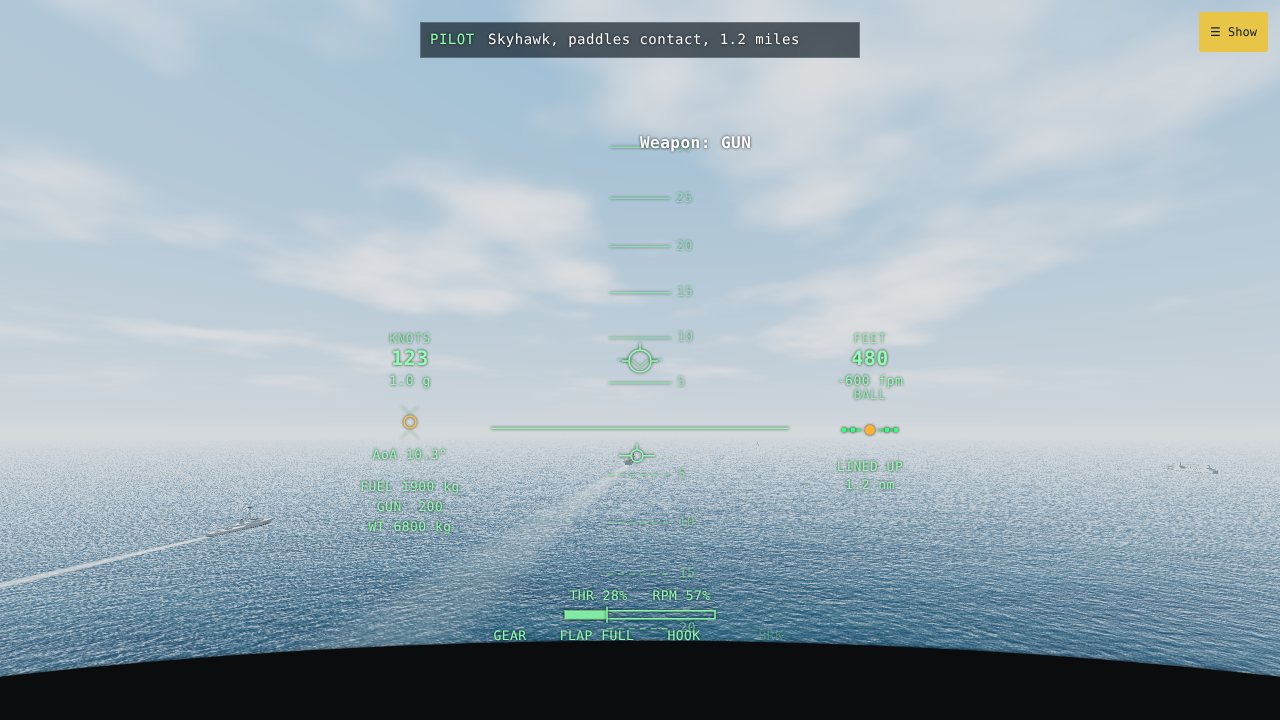 PILOT Skyhawk, paddles contact, 1.2 miles
☰ Show
Weapon: GUN
25
20
15
10
5
KNOTS
123
1.0 g
AoA 10.3°
FUEL 1900 kg
GUN 200
WT 6800 kg
FEET
480
-600 fpm
BALL
LINED UP
1.2 nm
5
10
15
20
THR 28% RPM 57%
GEAR FLAP FULL HOOK